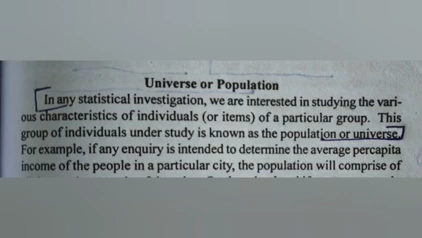 Universe or Population
In any statistical investigation, we are interested in studying the vari-
ous characteristics of individuals (or items) of a particular group. This
group of individuals under study is known as the population or universe.
For example, if any enquiry is intended to determine the average percapita
income of the people in a particular city, the population will comprise of